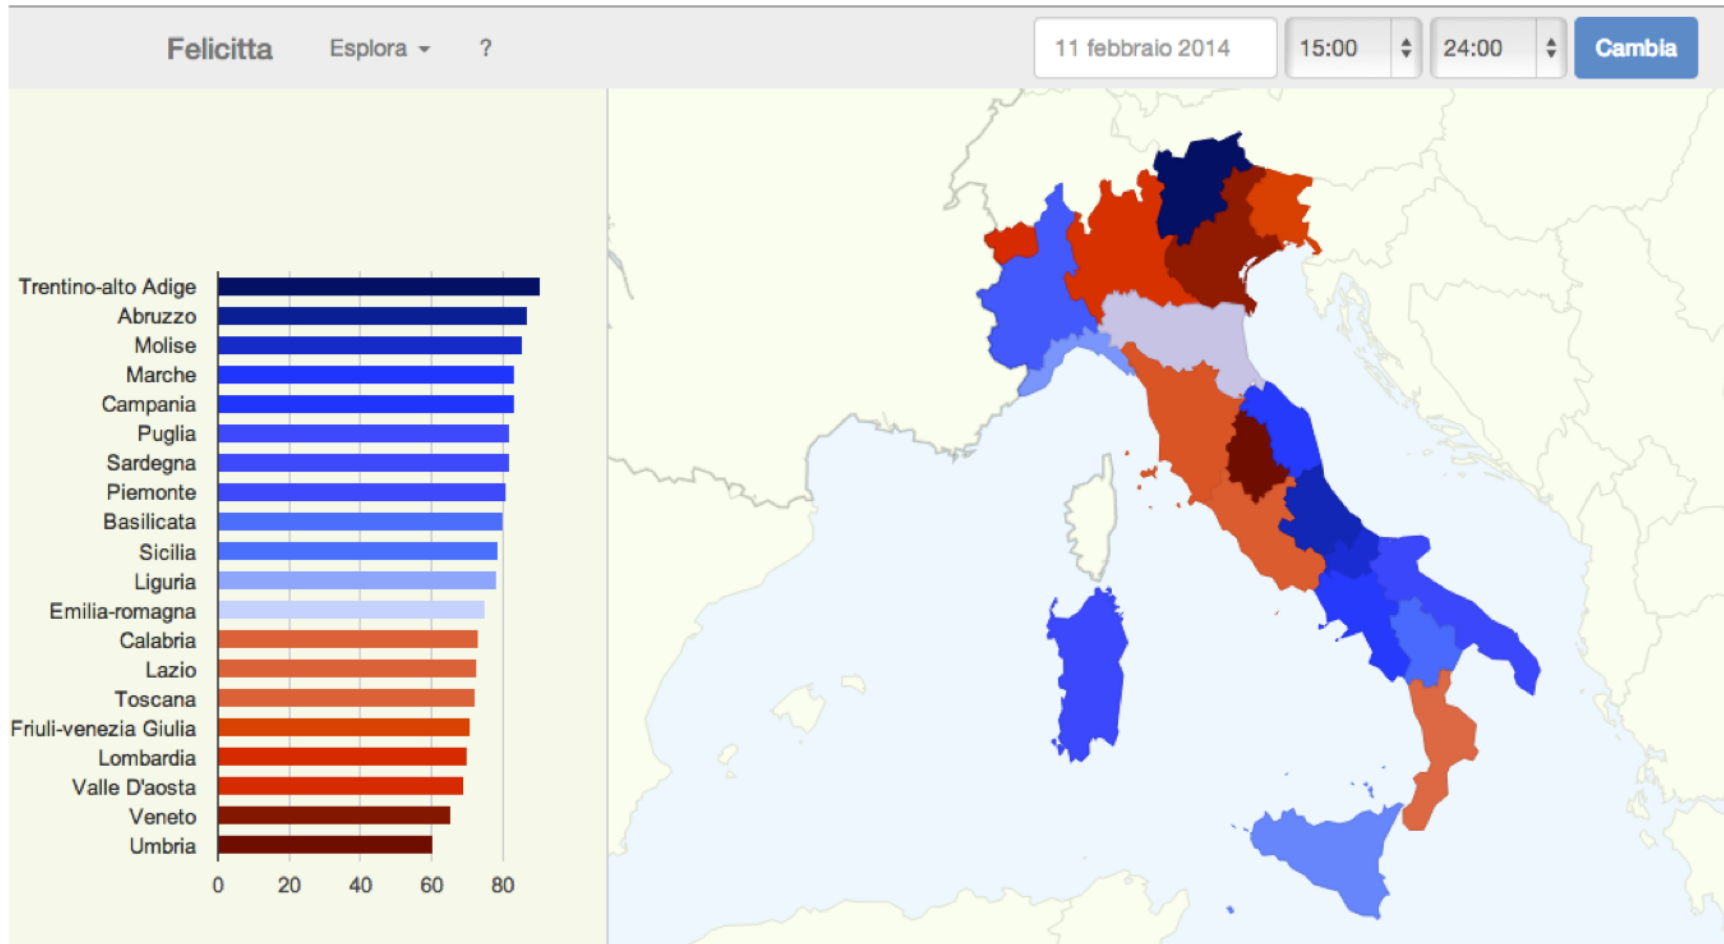 Felicitta Esplora ? 11 febbraio 2014 15:00 24:00 Cambia
Trentino-alto Adige
Abruzzo
Molise
Marche
Campania
Puglia
Sardegna
Piemonte
Basilicata
Sicilia
Liguria
Emilia-romagna
Calabria
Lazio
Toscana
Friuli-venezia Giulia
Lombardia
Valle D'aosta
Veneto
Umbria
0 20 40 60 80